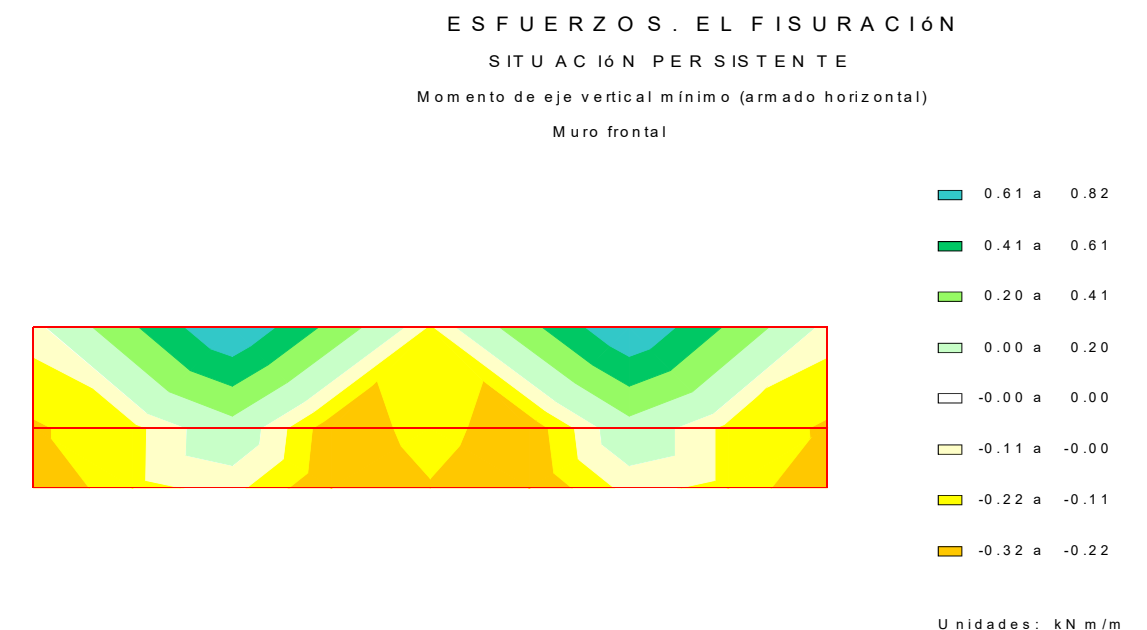 ESFUERZOS. EL FISURACIóN
SITUACIóN PERSISTENTE
Momento de eje vertical mínimo (armado horizontal)
Muro frontal
0.61 a 0.82
0.41 a 0.61
0.20 a 0.41
0.00 a 0.20
-0.00 a 0.00
-0.11 a -0.00
-0.22 a -0.11
-0.32 a -0.22
Unidades: kN m/m